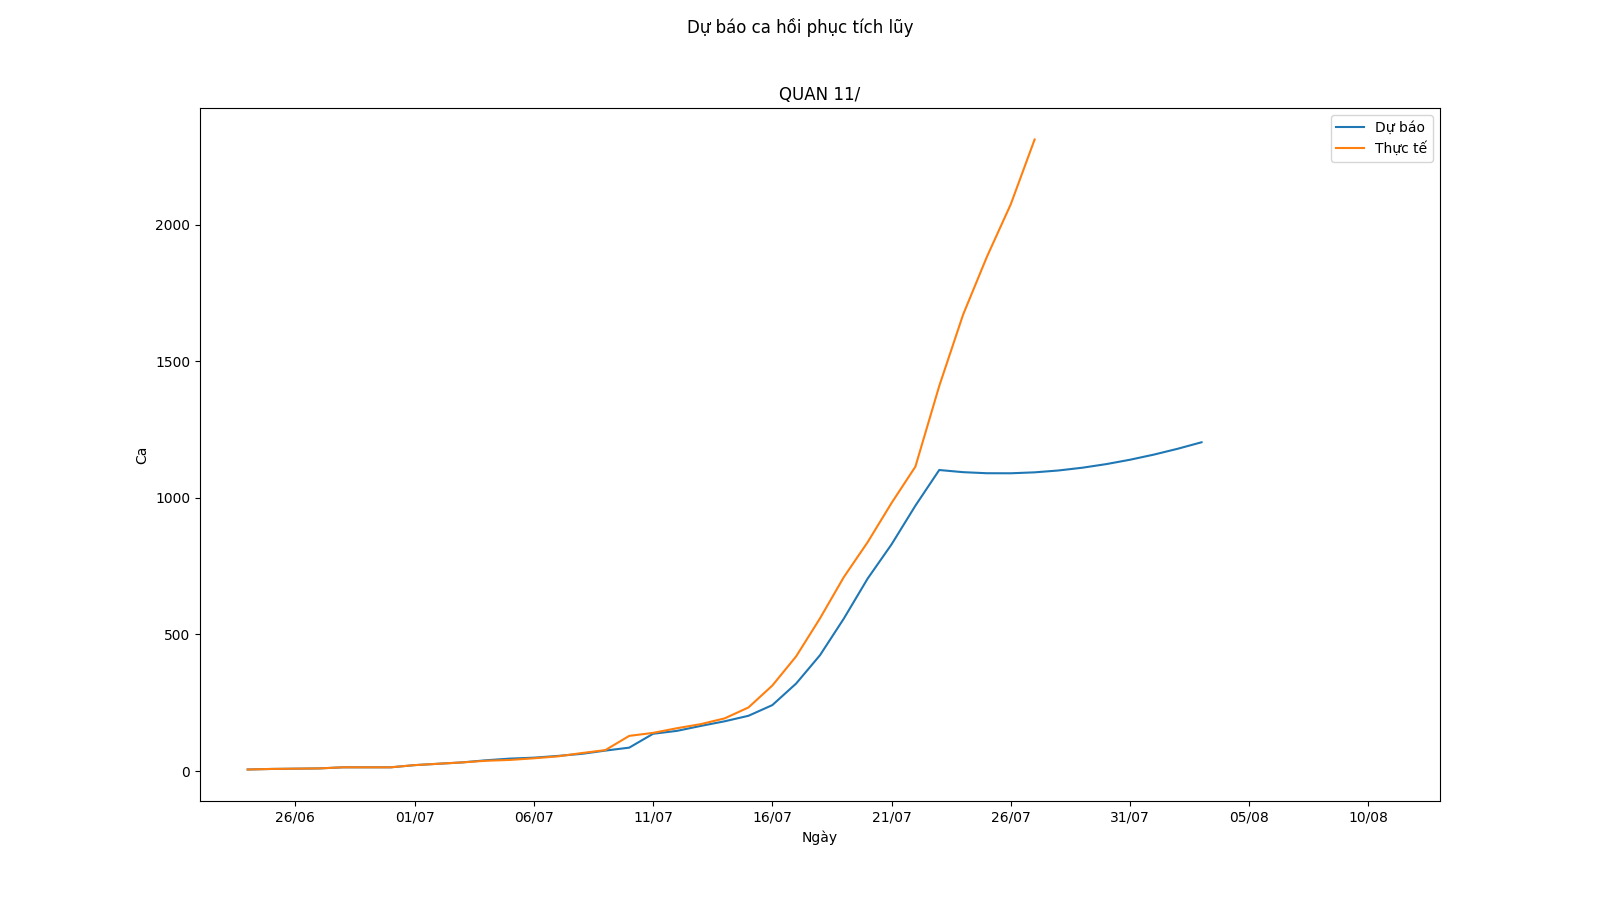 Dự báo ca hồi phục tích lũy
QUAN 11/
Dự báo
Thực tế
2000
1500
1000
500
0
Ca
26/06 01/07 06/07 11/07 16/07 21/07 26/07 31/07 05/08 10/08
Ngày